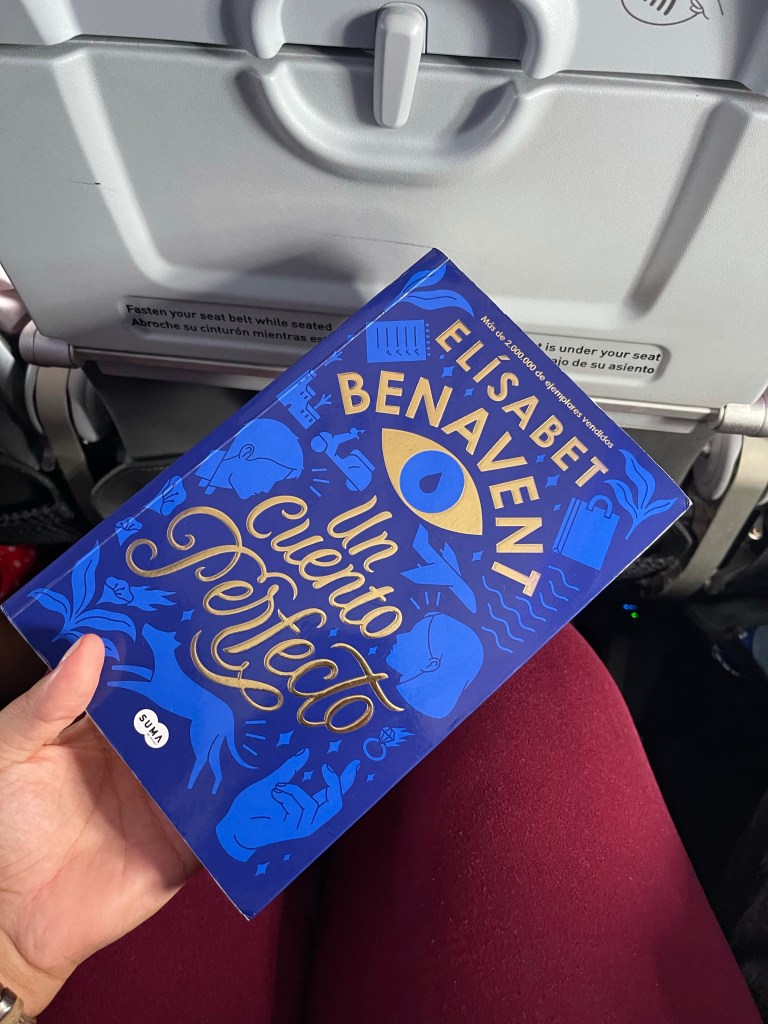 Fasten your seat belt while seated
Abroche su cinturón mientras
t is under your seat
ajo de su asiento
Más de 2.000.000 de ejemplares vendidos
ELÍSABET
BENAVENT
Un
Cuento
Perfecto
SUMA